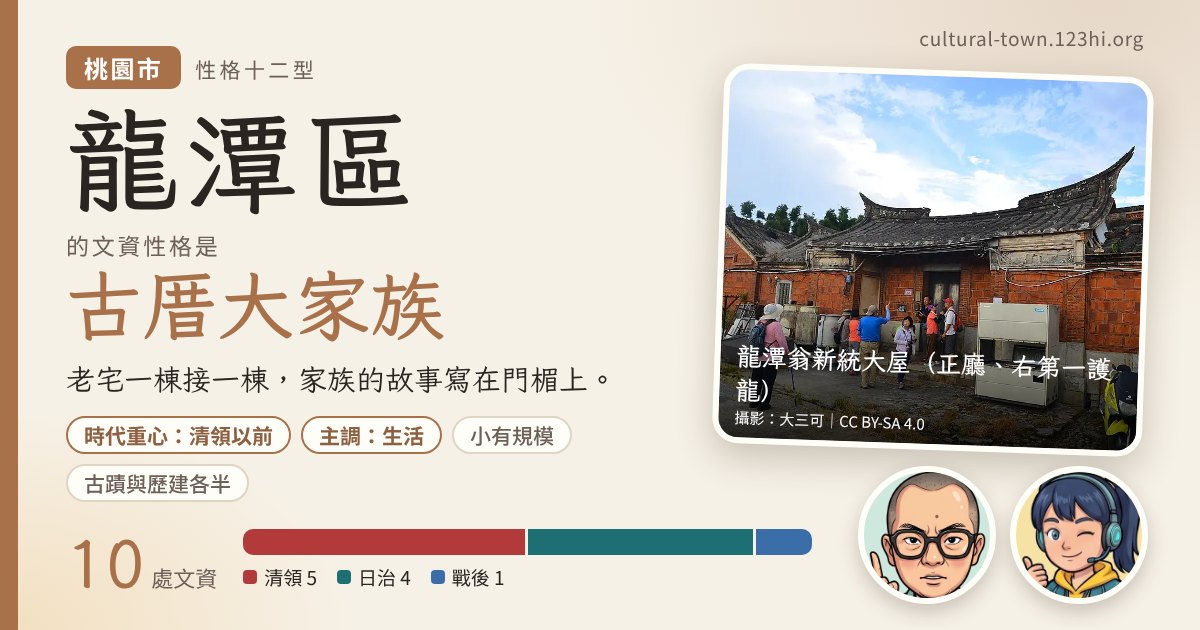 cultural-town.123hi.org
桃園市 性格十二型
龍潭區
的文資性格是
古厝大家族
老宅一棟接一棟，家族的故事寫在門楣上。
時代重心：清領以前 主調：生活 小有規模
古蹟與歷建各半
10 處文資
清領 5 日治 4 戰後 1
龍潭翁新統大屋（正廳、右第一護
龍）
攝影：大三可｜CC BY-SA 4.0